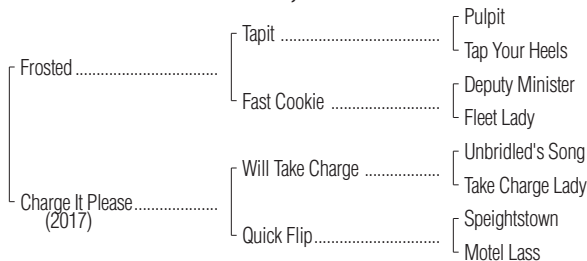 Pulpit
Tapit
Tap Your Heels
Frosted
Deputy Minister
Fast Cookie
Fleet Lady
Unbridled's Song
Will Take Charge
Take Charge Lady
Charge It Please
(2017)
Speightstown
Quick Flip
Motel Lass